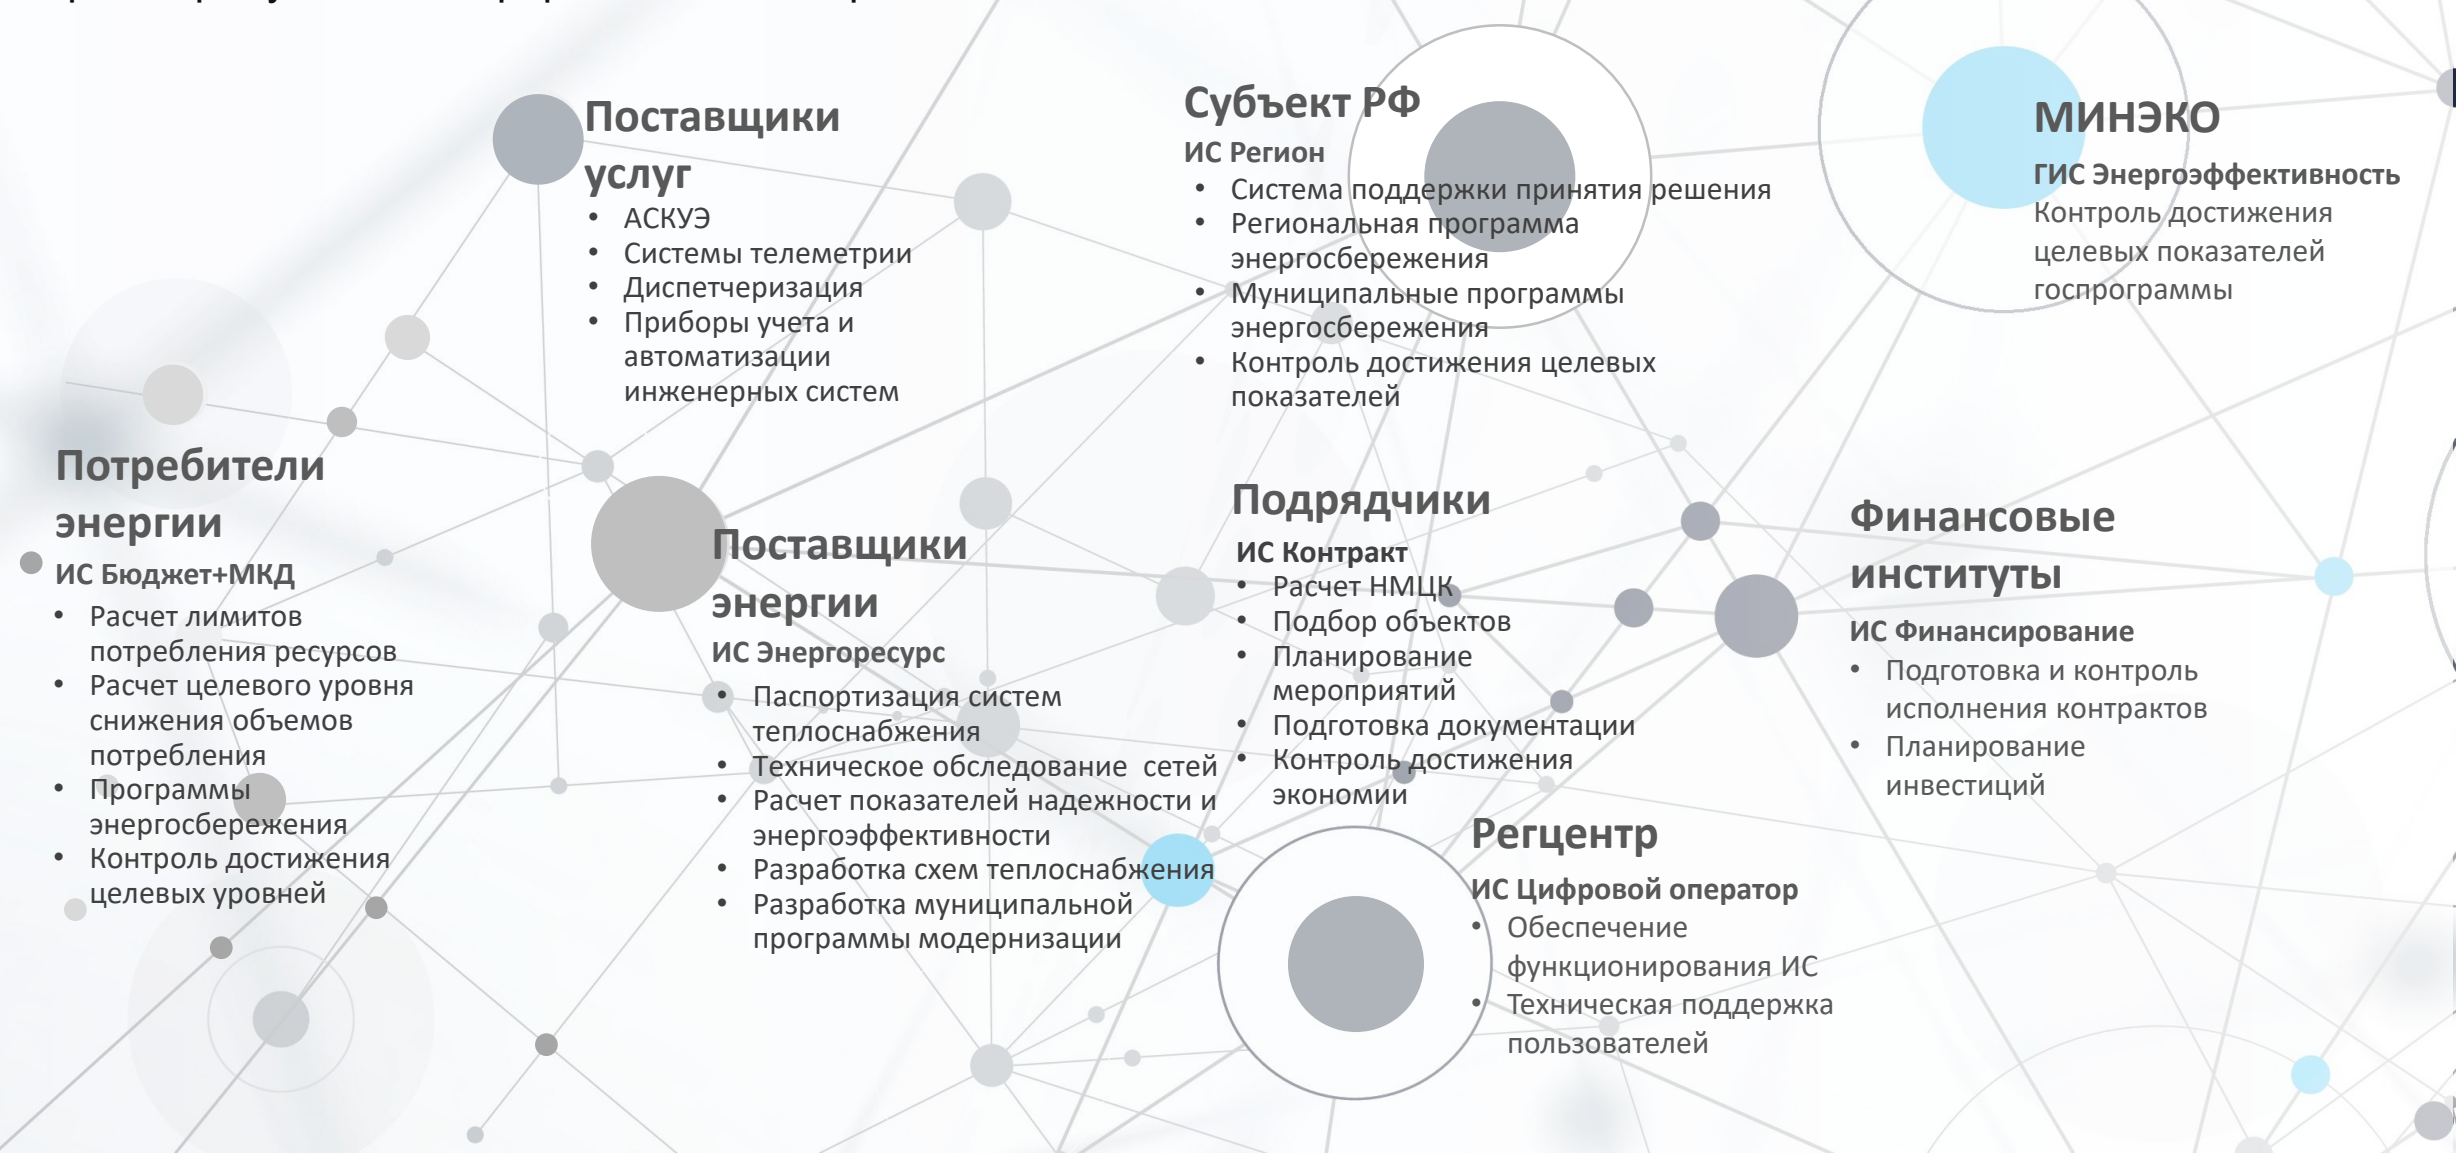 Поставщики
услуг
• АСКУЭ
• Системы телеметрии
• Диспетчеризация
• Приборы учета и
автоматизации
инженерных систем
Субъект РФ
ИС Регион
• Система поддержки принятия решения
• Региональная программа
энергосбережения
• Муниципальные программы
энергосбережения
• Контроль достижения целевых
показателей
МИНЭКО
ГИС Энергоэффективность
Контроль достижения
целевых показателей
госпрограммы
Потребители
энергии
ИС Бюджет+МКД
• Расчет лимитов
потребления ресурсов
• Расчет целевого уровня
снижения объемов
потребления
• Программы
энергосбережения
• Контроль достижения
целевых уровней
Поставщики
энергии
ИС Энергоресурс
• Паспортизация систем
теплоснабжения
• Техническое обследование сетей
• Расчет показателей надежности и
энергоэффективности
• Разработка схем теплоснабжения
• Разработка муниципальной
программы модернизации
Подрядчики
ИС Контракт
• Расчет НМЦК
• Подбор объектов
• Планирование
мероприятий
• Подготовка документации
• Контроль достижения
экономии
Финансовые
институты
ИС Финансирование
• Подготовка и контроль
исполнения контрактов
• Планирование
инвестиций
Регцентр
ИС Цифровой оператор
• Обеспечение
функционирования ИС
• Техническая поддержка
пользователей